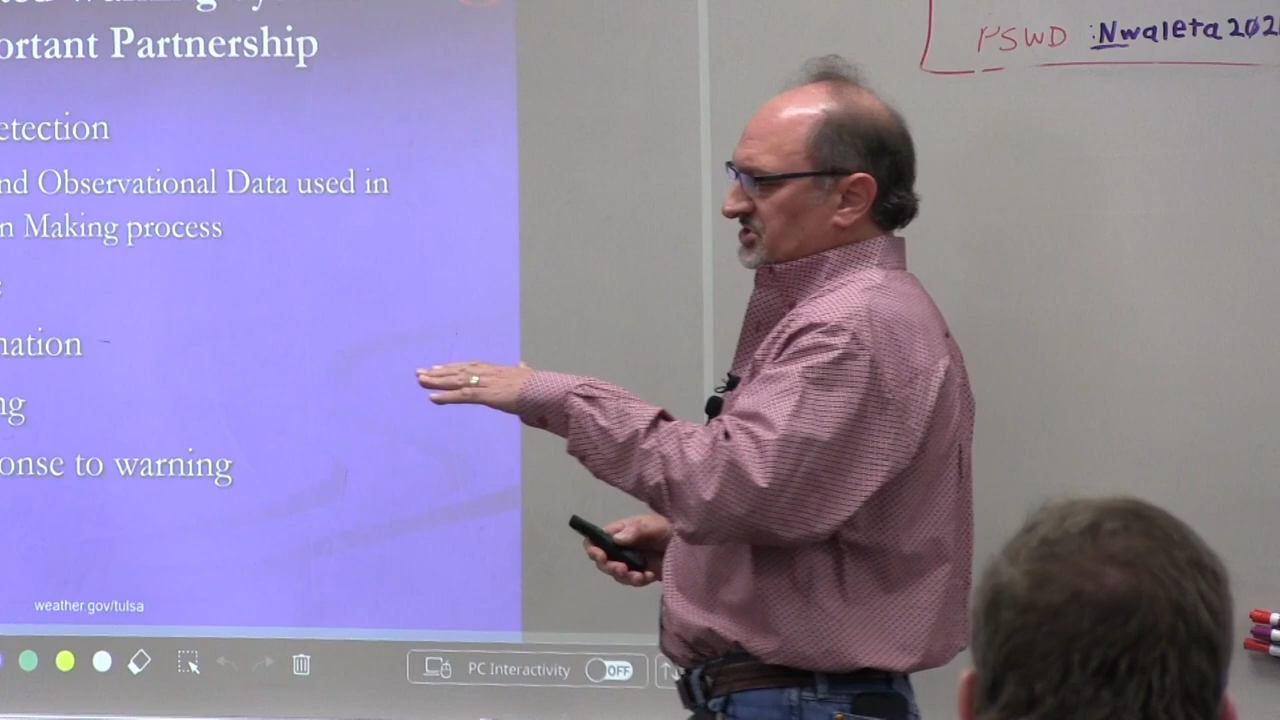 ortant Partnership
etection
nd Observational Data used in
n Making process
nation
ng
onse to warning
weather.gov/tulsa
PC Interactivity
OFF
PSWD :Nwaleta202